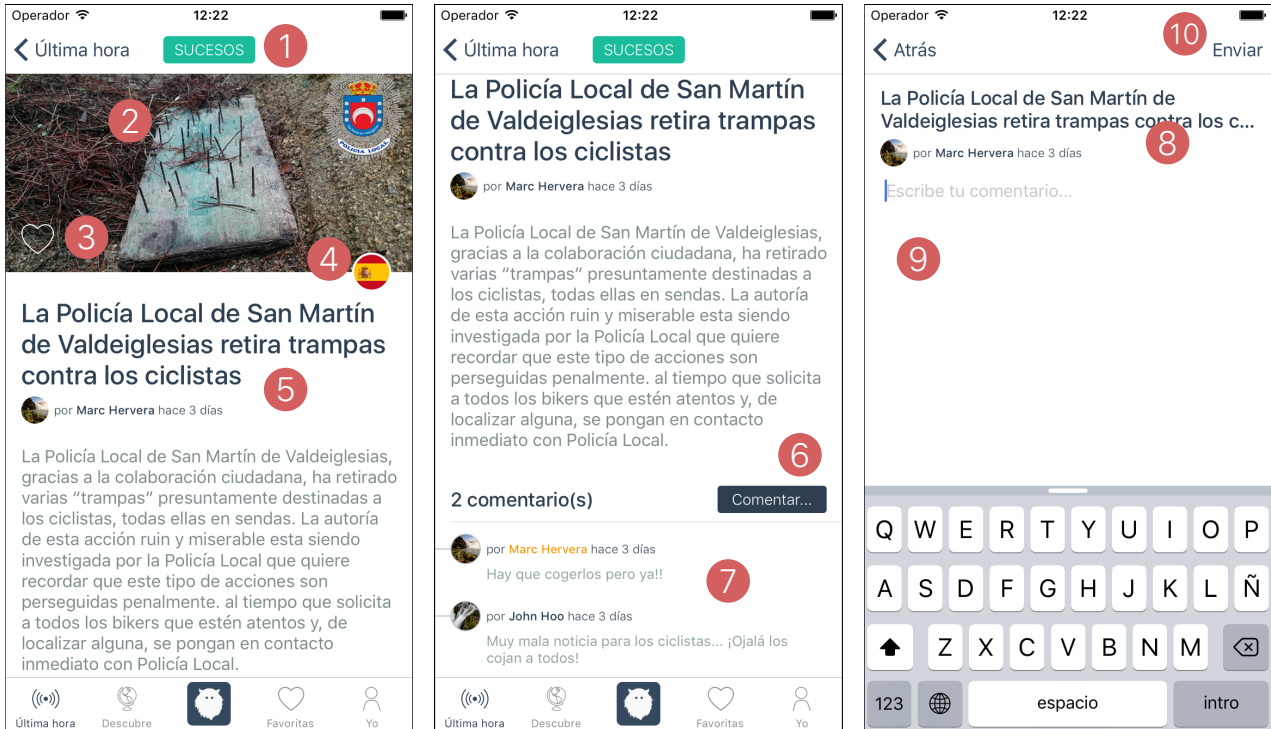 Operador
12:22
Última hora
SUCESOS
1
2
POLICIA LOCAL
3
4
La Policía Local de San Martín
de Valdeiglesias retira trampas
contra los ciclistas
5
por Marc Hervera hace 3 días
La Policía Local de San Martín de Valdeiglesias,
gracias a la colaboración ciudadana, ha retirado
varias “trampas” presuntamente destinadas a
los ciclistas, todas ellas en sendas. La autoría
de esta acción ruin y miserable esta siendo
investigada por la Policía Local que quiere
recordar que este tipo de acciones son
perseguidas penalmente. al tiempo que solicita
a todos los bikers que estén atentos y, de
localizar alguna, se pongan en contacto
inmediato con Policía Local.
Última hora
Descubre
Favoritas
Yo
Operador
12:22
Última hora
SUCESOS
La Policía Local de San Martín
de Valdeiglesias retira trampas
contra los ciclistas
por Marc Hervera hace 3 días
La Policía Local de San Martín de Valdeiglesias,
gracias a la colaboración ciudadana, ha retirado
varias “trampas” presuntamente destinadas a
los ciclistas, todas ellas en sendas. La autoría
de esta acción ruin y miserable esta siendo
investigada por la Policía Local que quiere
recordar que este tipo de acciones son
perseguidas penalmente. al tiempo que solicita
a todos los bikers que estén atentos y, de
localizar alguna, se pongan en contacto
inmediato con Policía Local.
6
2 comentario(s)
Comentar...
por Marc Hervera hace 3 días
Hay que cogerlos pero ya!!
7
por John Hoo hace 3 días
Muy mala noticia para los ciclistas... ¡Ojalá los
cojan a todos!
Última hora
Descubre
Favoritas
Yo
Operador
12:22
10
Atrás
Enviar
La Policía Local de San Martín de
Valdeiglesias retira trampas contra los c...
8
por Marc Hervera hace 3 días
Escribe tu comentario...
9
Q W E R T Y U I O P
A S D F G H J K L Ñ
Z X C V B N M
123 espacio intro